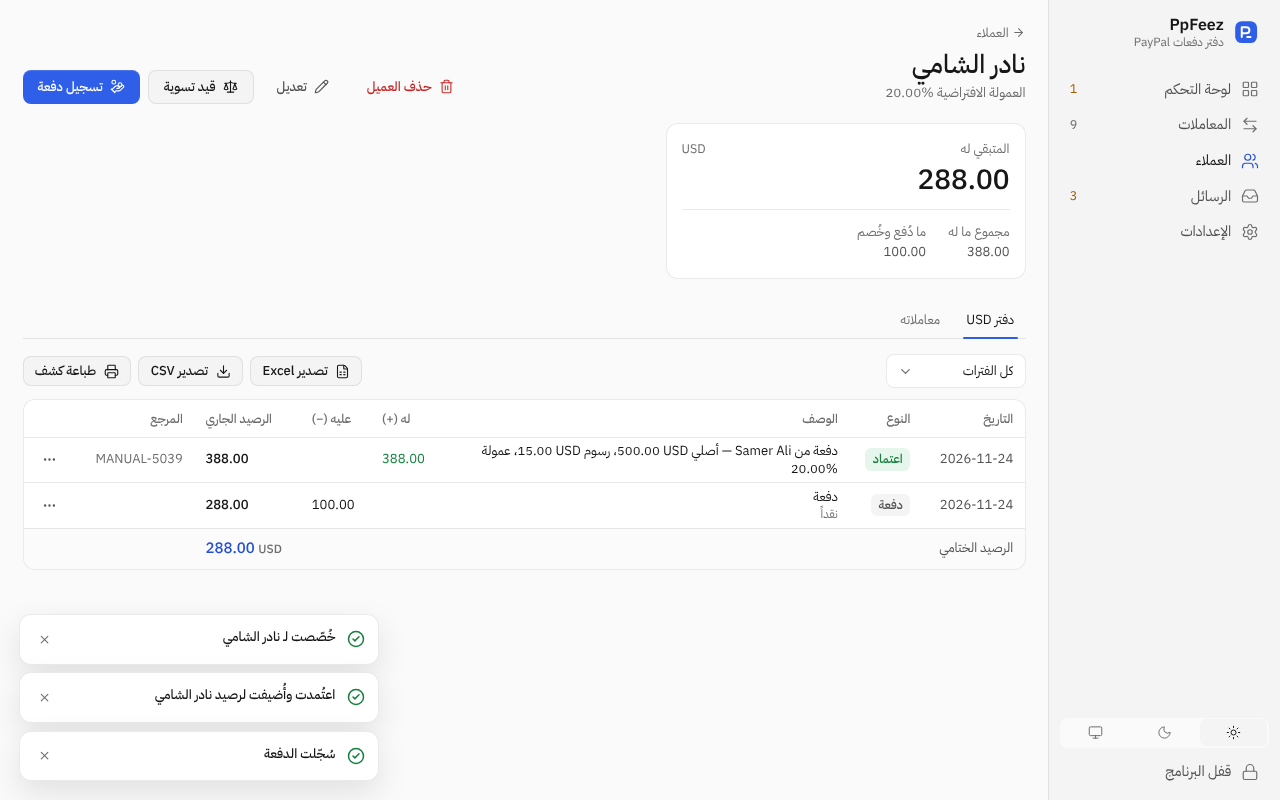 PpFeez
دفتر دفعات PayPal
لوحة التحكم 1
المعاملات 9
العملاء
الرسائل 3
الإعدادات
قفل البرنامج
العملاء
نادر الشامي
العمولة الافتراضية 20.00%
حذف العميل
تعديل
قيد تسوية
تسجيل دفعة
المتبقي له USD
288.00
مجموع ما له ما دُفع وخُصم
388.00 100.00
دفتر USD معاملاته
كل الفترات
تصدير Excel
تصدير CSV
طباعة كشف
التاريخ النوع الوصف له (+) عليه (−) الرصيد الجاري المرجع
2026-11-24 اعتماد دفعة من Samer Ali — أصلي 500.00 USD، رسوم 15.00 USD، عمولة 388.00 388.00 MANUAL-5039
20.00%
2026-11-24 دفعة دفعة 100.00 288.00
نقداً
الرصيد الختامي 288.00 USD
خُصّصت لـ نادر الشامي
اعتُمدت وأُضيفت لرصيد نادر الشامي
سُجّلت الدفعة